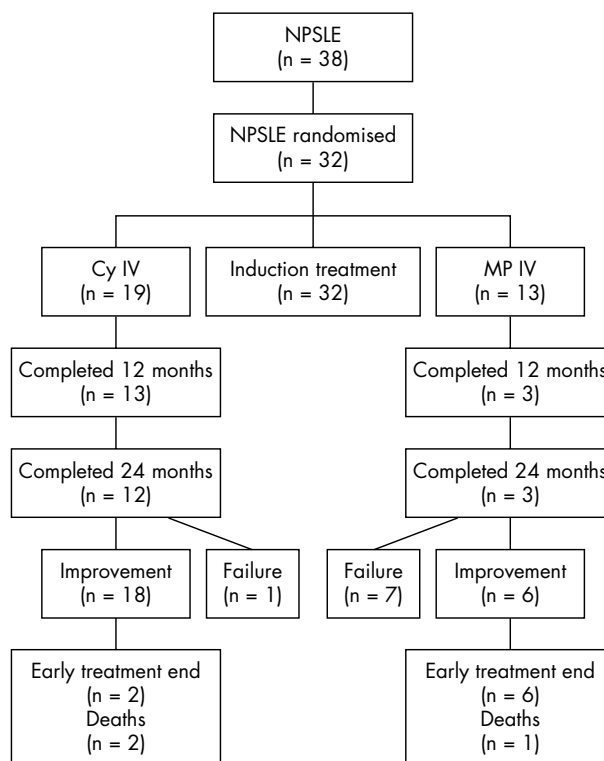 NPSLE
(n = 38)
NPSLE randomised
(n = 32)
Cy IV
(n = 19)
Induction treatment
(n = 32)
MP IV
(n = 13)
Completed 12 months
(n = 13)
Completed 12 months
(n = 3)
Completed 24 months
(n = 12)
Completed 24 months
(n = 3)
Improvement
(n = 18)
Failure
(n = 1)
Failure
(n = 7)
Improvement
(n = 6)
Early treatment end
(n = 2)
Deaths
(n = 2)
Early treatment end
(n = 6)
Deaths
(n = 1)